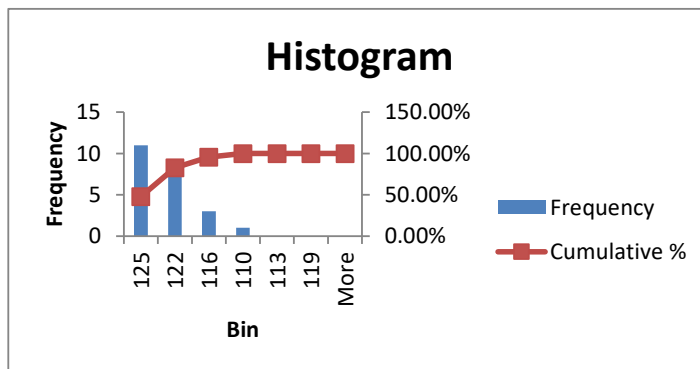 Histogram
Frequency
15
10
5
0
150.00%
100.00%
50.00%
0.00%
125
122
116
110
113
119
More
Bin
Frequency
Cumulative %